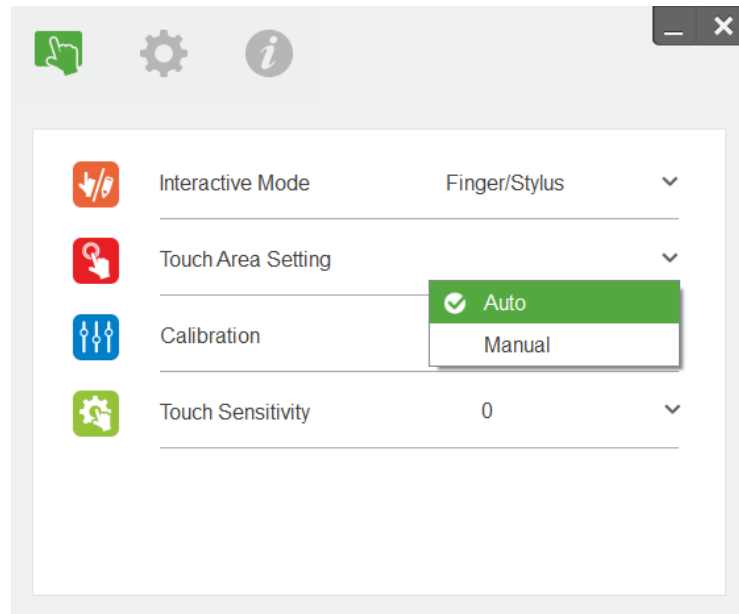 Interactive Mode Finger/Stylus
Touch Area Setting
Auto
Calibration
Manual
Touch Sensitivity 0